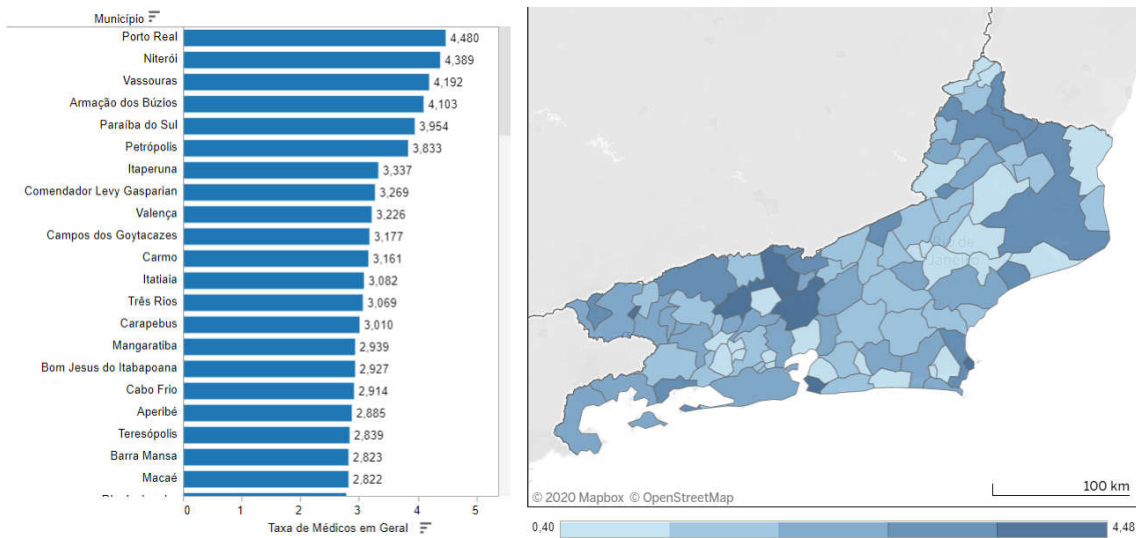 Município
Porto Real 4,480
Niterói 4,389
Vassouras 4,192
Armação dos Búzios 4,103
Paraíba do Sul 3,954
Petrópolis 3,833
Itaperuna 3,337
Comendador Levy Gasparian 3,269
Valença 3,226
Campos dos Goytacazes 3,177
Carmo 3,161
Itatiaia 3,082
Três Rios 3,069
Carapebus 3,010
Mangaratiba 2,939
Bom Jesus do Itabapoana 2,927
Cabo Frio 2,914
Aperibé 2,885
Teresópolis 2,839
Barra Mansa 2,823
Macaé 2,822
0 1 2 3 4 5
Taxa de Médicos em Geral
Rio de
Janeiro
© 2020 Mapbox © OpenStreetMap
100 km
0,40 4,48